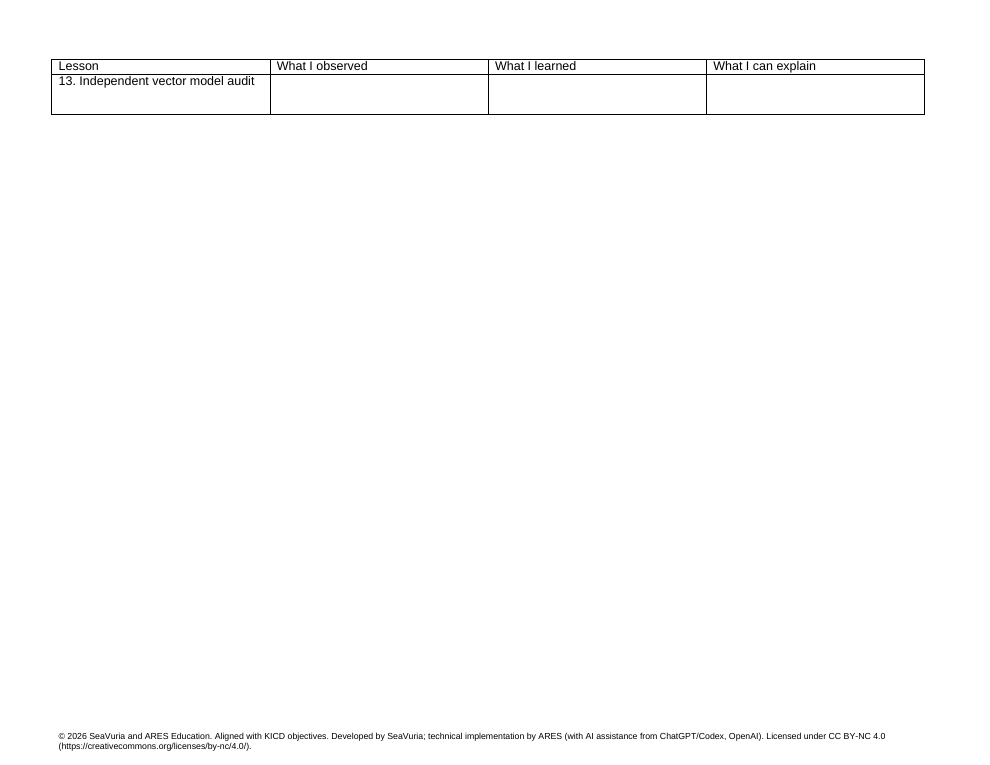 Lesson What I observed What I learned What I can explain
13. Independent vector model audit
© 2026 SeaVuria and ARES Education. Aligned with KICD objectives. Developed by SeaVuria; technical implementation by ARES (with AI assistance from ChatGPT/Codex, OpenAI). Licensed under CC BY-NC 4.0
(https://creativecommons.org/licenses/by-nc/4.0/).